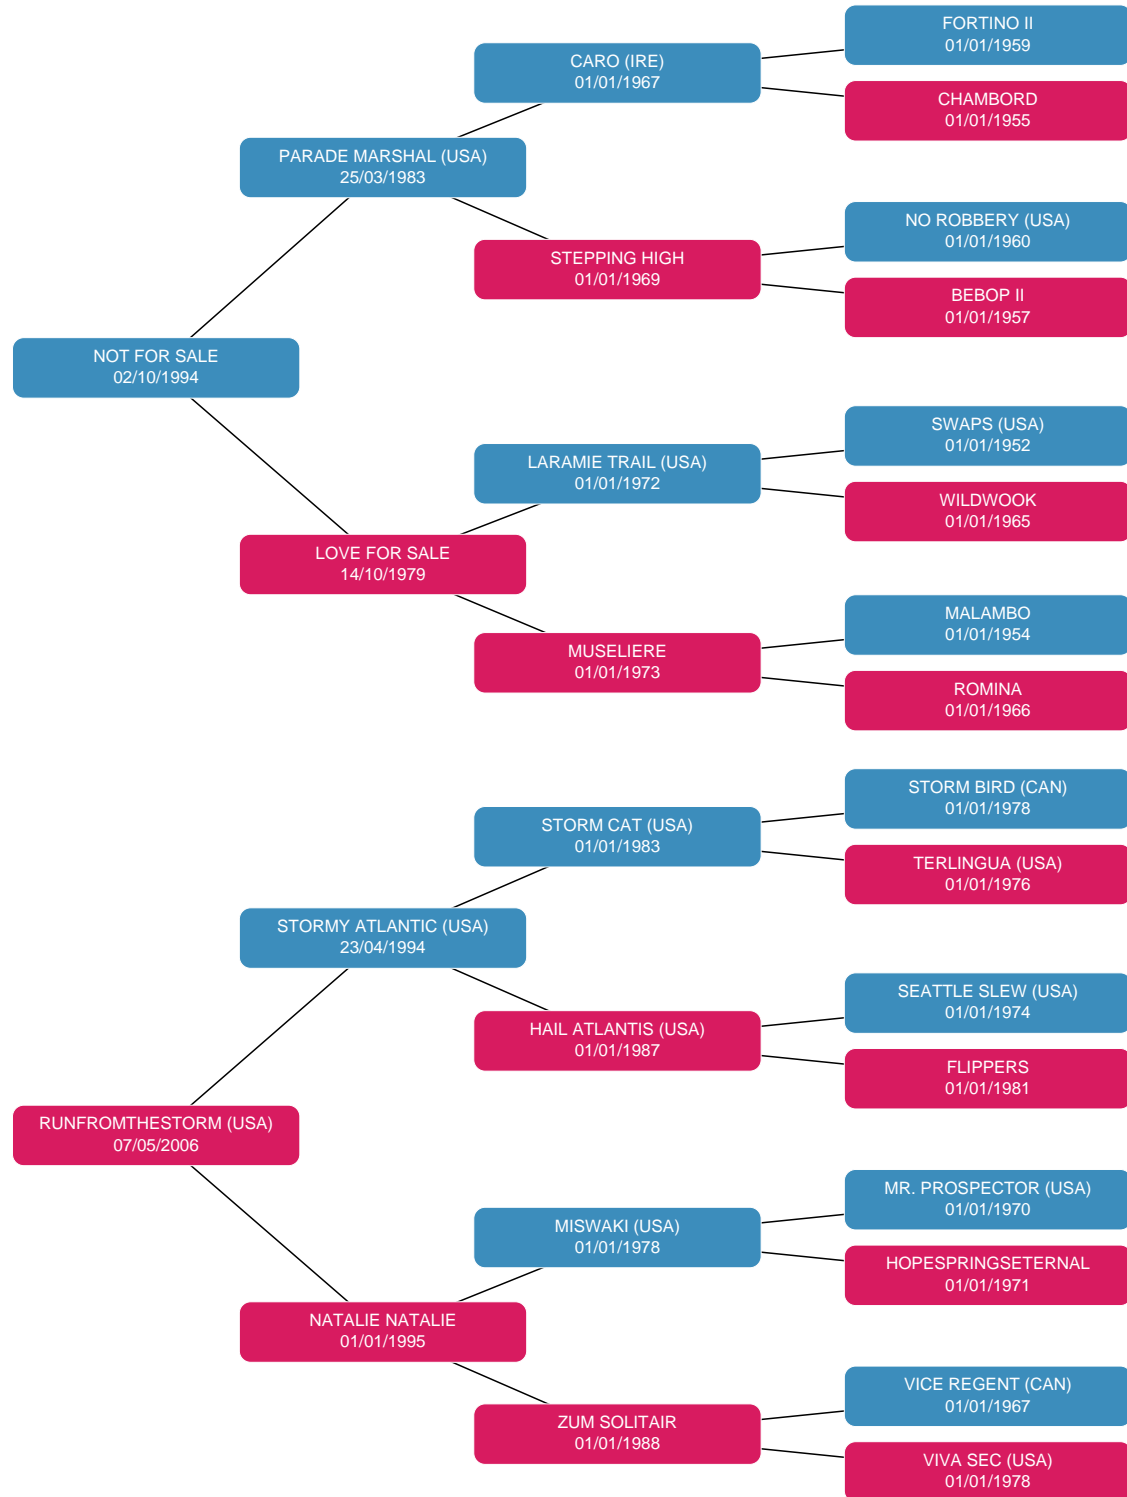 FORTINO II
01/01/1959
CARO (IRE)
01/01/1967
CHAMBORD
01/01/1955
PARADE MARSHAL (USA)
25/03/1983
NO ROBBERY (USA)
01/01/1960
STEPPING HIGH
01/01/1969
BEBOP II
01/01/1957
NOT FOR SALE
02/10/1994
SWAPS (USA)
01/01/1952
LARAMIE TRAIL (USA)
01/01/1972
WILDWOOK
01/01/1965
LOVE FOR SALE
14/10/1979
MALAMBO
01/01/1954
MUSELIERE
01/01/1973
ROMINA
01/01/1966
STORM BIRD (CAN)
01/01/1978
STORM CAT (USA)
01/01/1983
TERLINGUA (USA)
01/01/1976
STORMY ATLANTIC (USA)
23/04/1994
SEATTLE SLEW (USA)
01/01/1974
HAIL ATLANTIS (USA)
01/01/1987
FLIPPERS
01/01/1981
RUNFROMTHESTORM (USA)
07/05/2006
MR. PROSPECTOR (USA)
01/01/1970
MISWAKI (USA)
01/01/1978
HOPESPRINGSETERNAL
01/01/1971
NATALIE NATALIE
01/01/1995
VICE REGENT (CAN)
01/01/1967
ZUM SOLITAIR
01/01/1988
VIVA SEC (USA)
01/01/1978